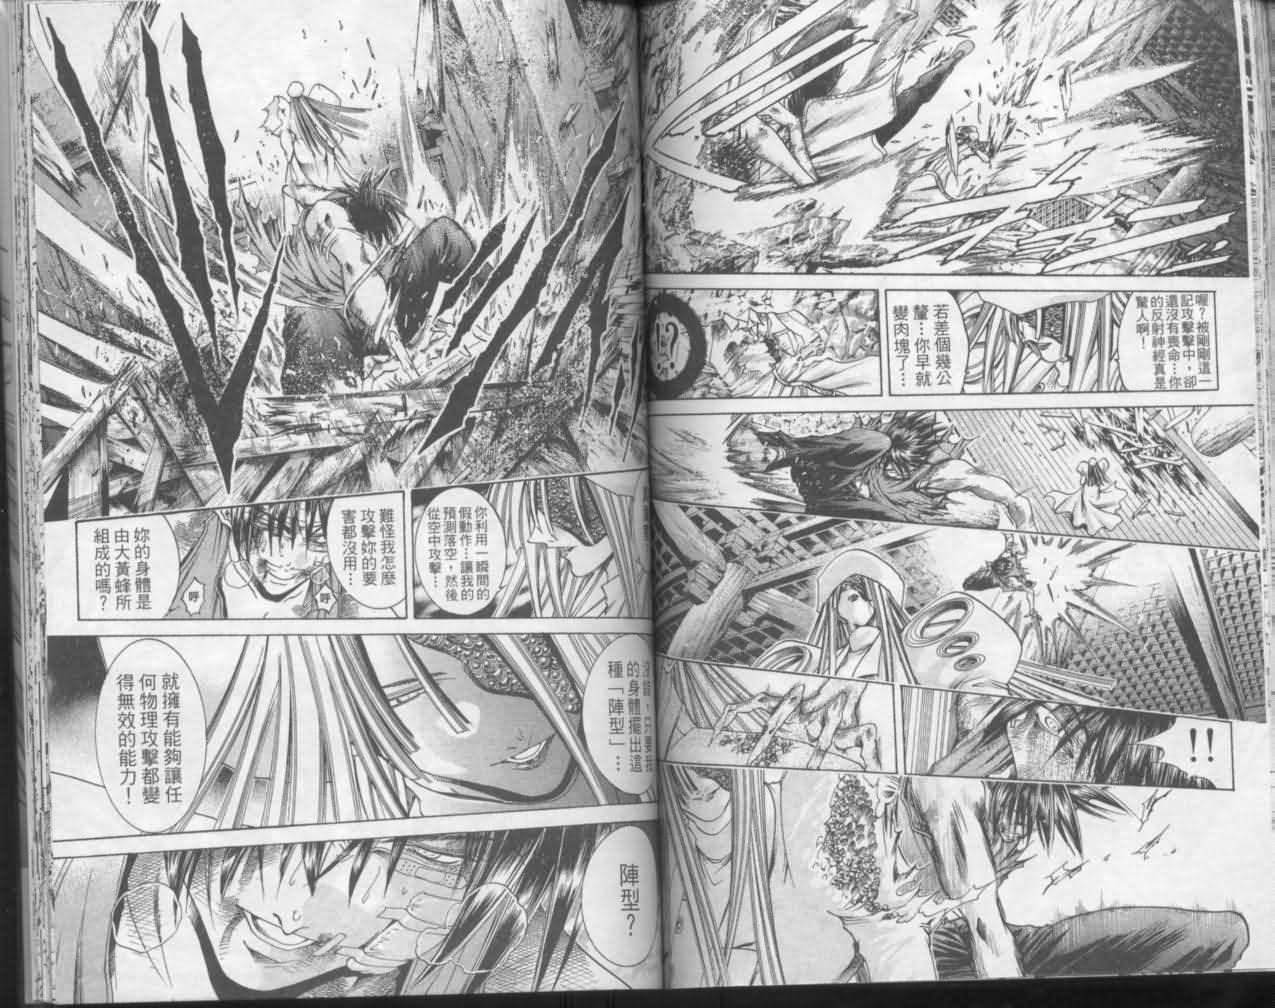 喔？被剛剛這一
記攻擊擊中，卻
還沒有喪命…你
的反射神經真是
驚人啊！
若差個幾公
釐…你早就
變肉塊了…
!?
!!
你利用一瞬間的
假動作…讓我的
預測落空，然後
從空中攻擊…
難怪我怎麼
攻擊妳的要
害都沒用…
呼
呼
妳的身體是
由大黃蜂所
組成的嗎？
沒錯，只要我
的身體擺出這
種「陣型」…
就擁有能夠讓任
何物理攻擊都變
得無效的能力！
陣型？